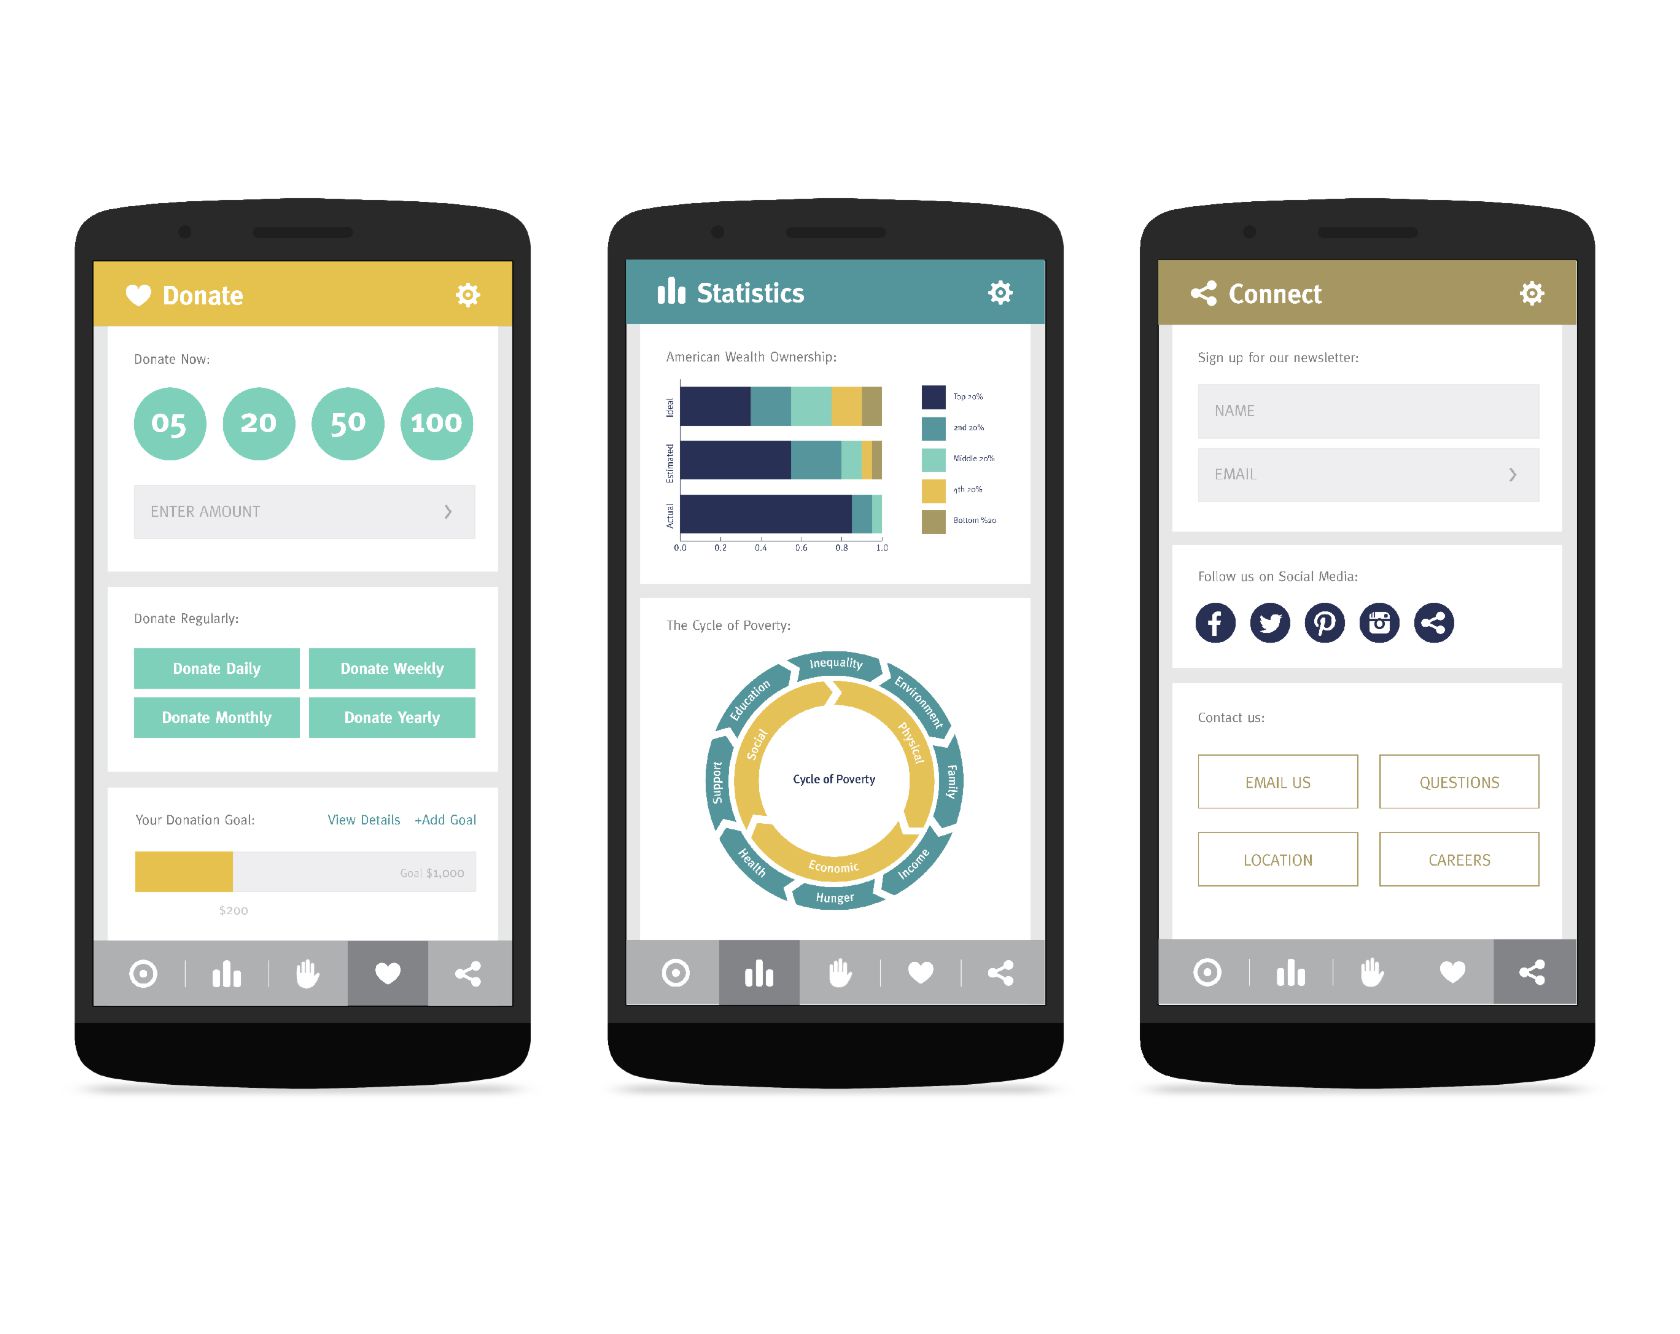 Donate
Donate Now:
05 20 50 100
ENTER AMOUNT
Donate Regularly:
Donate Daily Donate Weekly
Donate Monthly Donate Yearly
Your Donation Goal: View Details +Add Goal
Goal $1,000
$200
Statistics
American Wealth Ownership:
Ideal
Estimated
Actual
0.0 0.2 0.4 0.6 0.8 1.0
Top 20%
2nd 20%
Middle 20%
4th 20%
Bottom %20
The Cycle of Poverty:
Inequality
Environment
Family
Income
Hunger
Health
Support
Education
Social
Physical
Economic
Cycle of Poverty
Connect
Sign up for our newsletter:
NAME
EMAIL
Follow us on Social Media:
Contact us:
EMAIL US QUESTIONS
LOCATION CAREERS